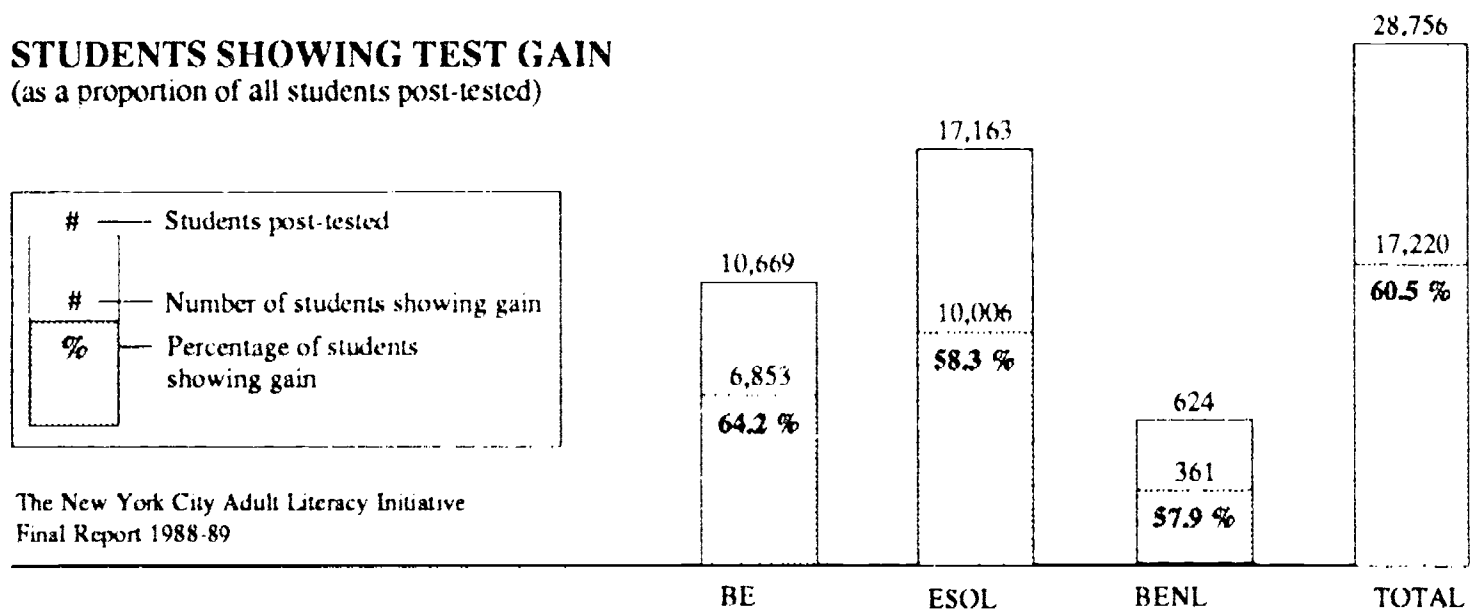 STUDENTS SHOWING TEST GAIN
(as a proportion of all students post-tested)
# Students post-tested
# Number of students showing gain
% Percentage of students
showing gain
The New York City Adult Literacy Initiative
Final Report 1988-89
10,669
6,853
64.2 %
BE
17,163
10,006
58.3 %
ESOL
624
361
57.9 %
BENL
28,756
17,220
60.5 %
TOTAL